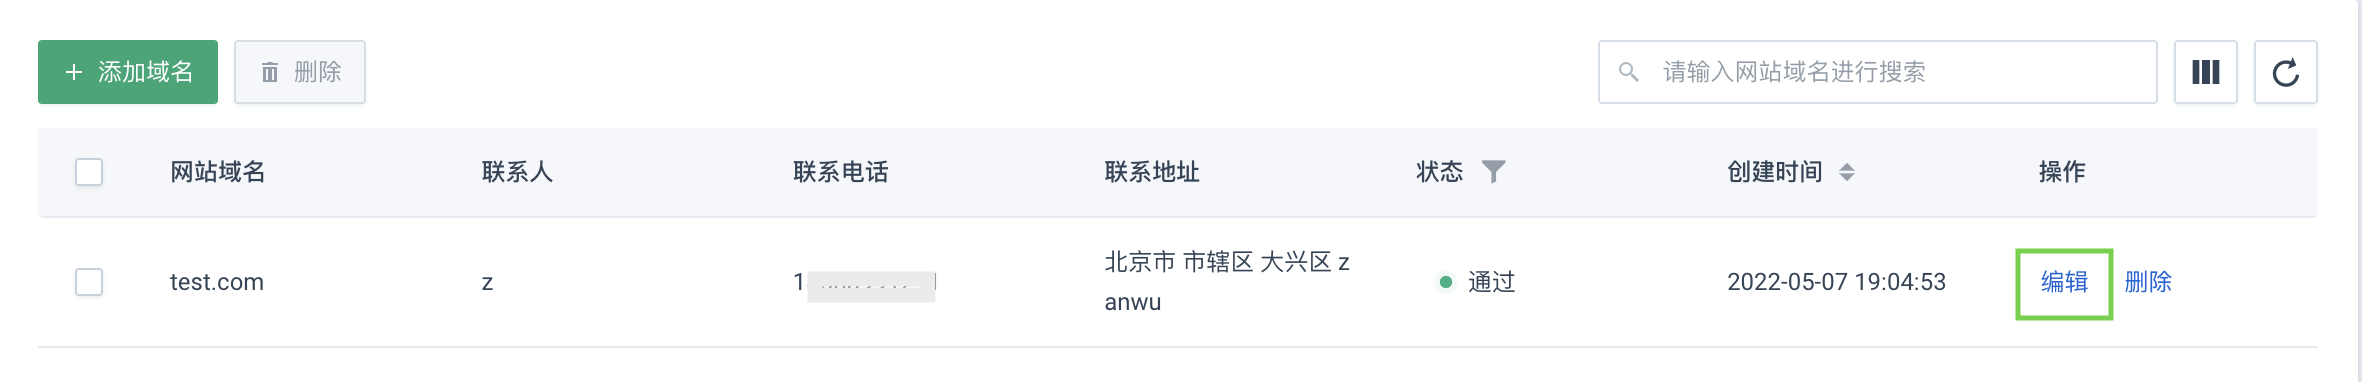 添加域名 删除 请输入网站域名进行搜索
网站域名 联系人 联系电话 联系地址 状态 创建时间 操作
test.com z 1 北京市 市辖区 大兴区 z 通过 2022-05-07 19:04:53 编辑 删除
anwu